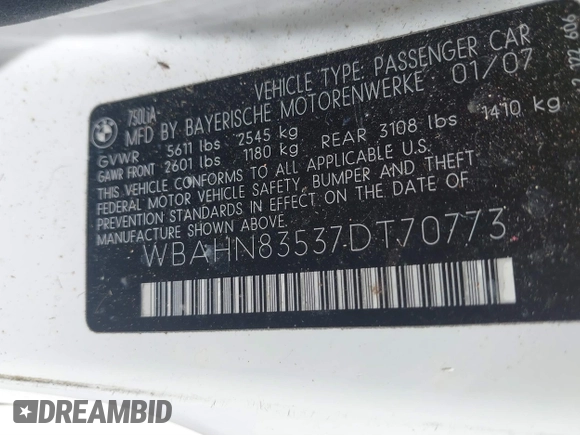 VEHICLE TYPE: PASSENGER CAR
750LiA
MFD BY BAYERISCHE MOTORENWERKE 01/07
GVWR 5611 lbs 2545 kg
GAWR FRONT 2601 lbs 1180 kg REAR 3108 lbs 1410 kg
THIS VEHICLE CONFORMS TO ALL APPLICABLE U.S.
FEDERAL MOTOR VEHICLE SAFETY, BUMPER AND THEFT
PREVENTION STANDARDS IN EFFECT ON THE DATE OF
MANUFACTURE SHOWN ABOVE.
WBAHN83537DT70773
DREAMBID